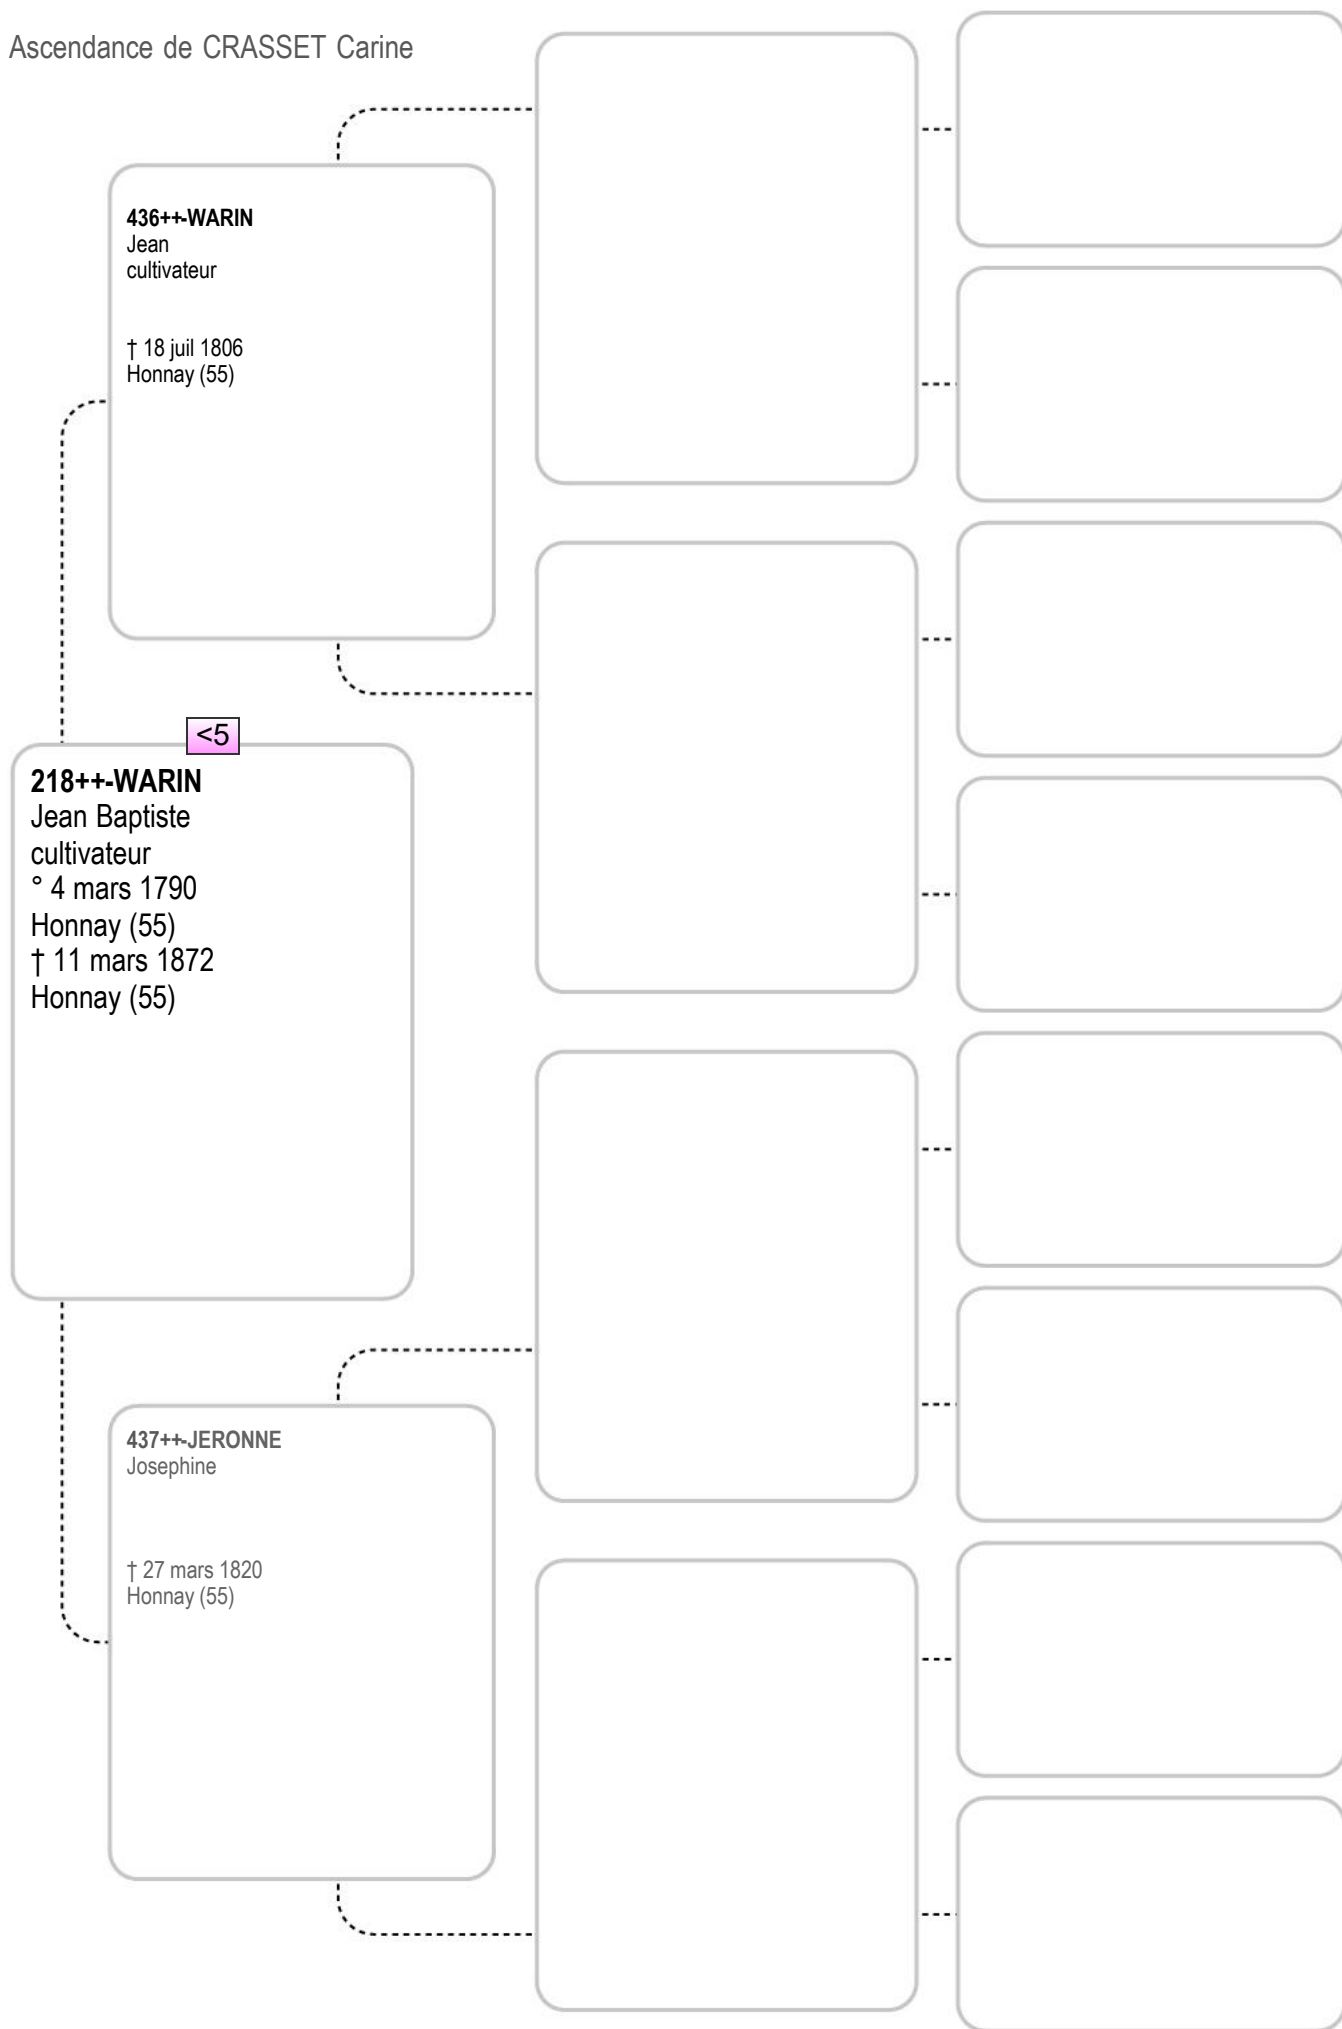 Ascendance de CRASSET Carine
436++-WARIN
Jean
cultivateur
† 18 juil 1806
Honnay (55)
<5
218++-WARIN
Jean Baptiste
cultivateur
° 4 mars 1790
Honnay (55)
† 11 mars 1872
Honnay (55)
437++-JERONNE
Josephine
† 27 mars 1820
Honnay (55)